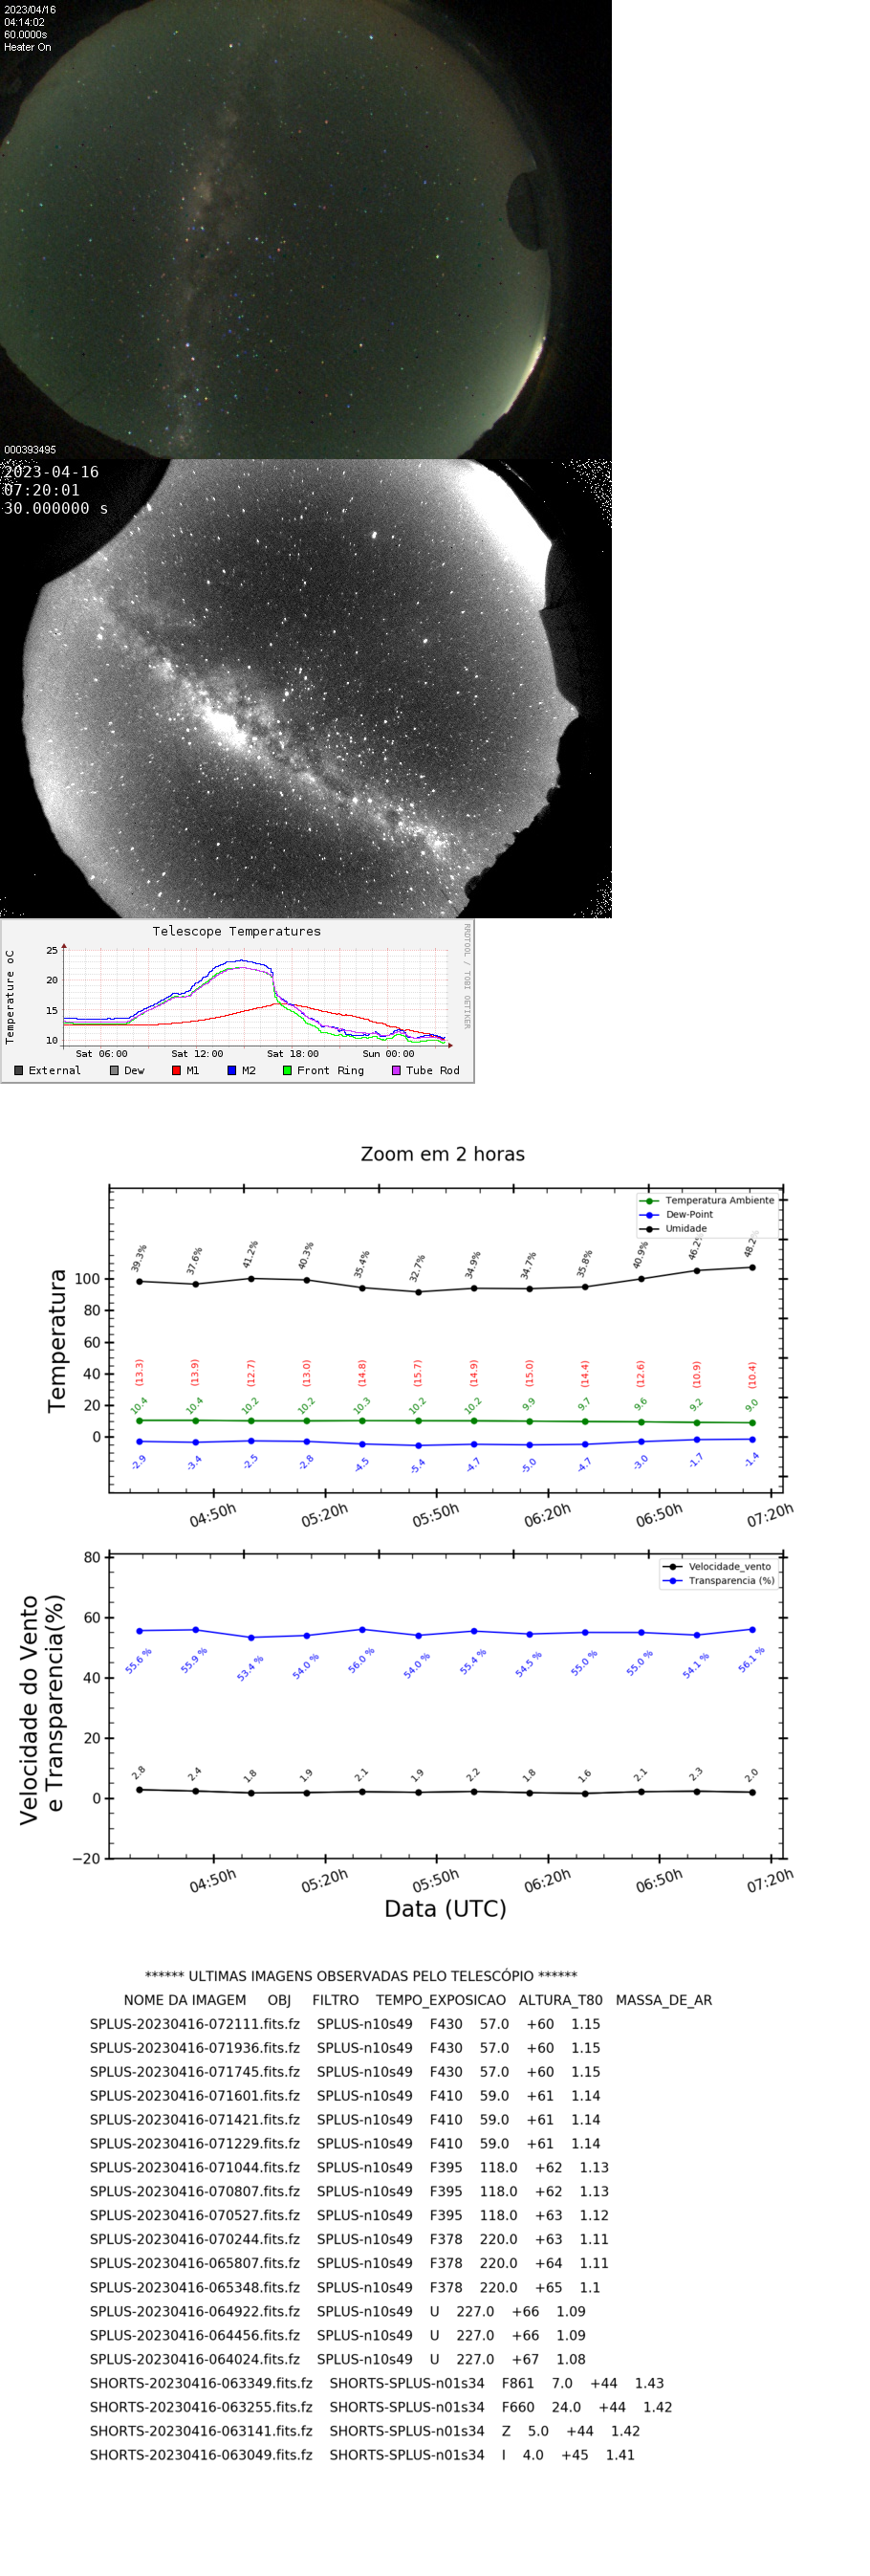 2023/04/16
04:14:02
60.0000s
Heater On
000393495
2023-04-16
07:20:01
30.000000 s
Telescope Temperatures
RRDTOOL / TOBI OETIKER
Temperature oC
25
20
15
10
Sat 06:00 Sat 12:00 Sat 18:00 Sun 00:00
External Dew M1 M2 Front Ring Tube Rod
Zoom em 2 horas
Temperatura Ambiente
Dew-Point
Umidade
39.3% 37.6% 41.2% 40.3% 35.4% 32.7% 34.9% 34.7% 35.8% 40.9% 46.2% 48.2%
Temperatura
100
80
60
40
20
0
(13.3) (13.9) (12.7) (13.0) (14.8) (15.7) (14.9) (15.0) (14.4) (12.6) (10.9) (10.4)
10.4 10.4 10.2 10.2 10.3 10.2 10.2 9.9 9.7 9.6 9.2 9.0
-2.9 -3.4 -2.5 -2.8 -4.5 -5.4 -4.7 -5.0 -4.7 -3.0 -1.7 -1.4
04:50h 05:20h 05:50h 06:20h 06:50h 07:20h
Velocidade do Vento
e Transparencia(%)
80
60
40
20
0
−20
Velocidade_vento
Transparencia (%)
55.6 % 55.9 % 53.4 % 54.0 % 56.0 % 54.0 % 55.4 % 54.5 % 55.0 % 55.0 % 54.1 % 56.1 %
2.8 2.4 1.8 1.9 2.1 1.9 2.2 1.8 1.6 2.1 2.3 2.0
04:50h 05:20h 05:50h 06:20h 06:50h 07:20h
Data (UTC)
****** ULTIMAS IMAGENS OBSERVADAS PELO TELESCÓPIO ******
NOME DA IMAGEM OBJ FILTRO TEMPO_EXPOSICAO ALTURA_T80 MASSA_DE_AR
SPLUS-20230416-072111.fits.fz SPLUS-n10s49 F430 57.0 +60 1.15
SPLUS-20230416-071936.fits.fz SPLUS-n10s49 F430 57.0 +60 1.15
SPLUS-20230416-071745.fits.fz SPLUS-n10s49 F430 57.0 +60 1.15
SPLUS-20230416-071601.fits.fz SPLUS-n10s49 F410 59.0 +61 1.14
SPLUS-20230416-071421.fits.fz SPLUS-n10s49 F410 59.0 +61 1.14
SPLUS-20230416-071229.fits.fz SPLUS-n10s49 F410 59.0 +61 1.14
SPLUS-20230416-071044.fits.fz SPLUS-n10s49 F395 118.0 +62 1.13
SPLUS-20230416-070807.fits.fz SPLUS-n10s49 F395 118.0 +62 1.13
SPLUS-20230416-070527.fits.fz SPLUS-n10s49 F395 118.0 +63 1.12
SPLUS-20230416-070244.fits.fz SPLUS-n10s49 F378 220.0 +63 1.11
SPLUS-20230416-065807.fits.fz SPLUS-n10s49 F378 220.0 +64 1.11
SPLUS-20230416-065348.fits.fz SPLUS-n10s49 F378 220.0 +65 1.1
SPLUS-20230416-064922.fits.fz SPLUS-n10s49 U 227.0 +66 1.09
SPLUS-20230416-064456.fits.fz SPLUS-n10s49 U 227.0 +66 1.09
SPLUS-20230416-064024.fits.fz SPLUS-n10s49 U 227.0 +67 1.08
SHORTS-20230416-063349.fits.fz SHORTS-SPLUS-n01s34 F861 7.0 +44 1.43
SHORTS-20230416-063255.fits.fz SHORTS-SPLUS-n01s34 F660 24.0 +44 1.42
SHORTS-20230416-063141.fits.fz SHORTS-SPLUS-n01s34 Z 5.0 +44 1.42
SHORTS-20230416-063049.fits.fz SHORTS-SPLUS-n01s34 I 4.0 +45 1.41